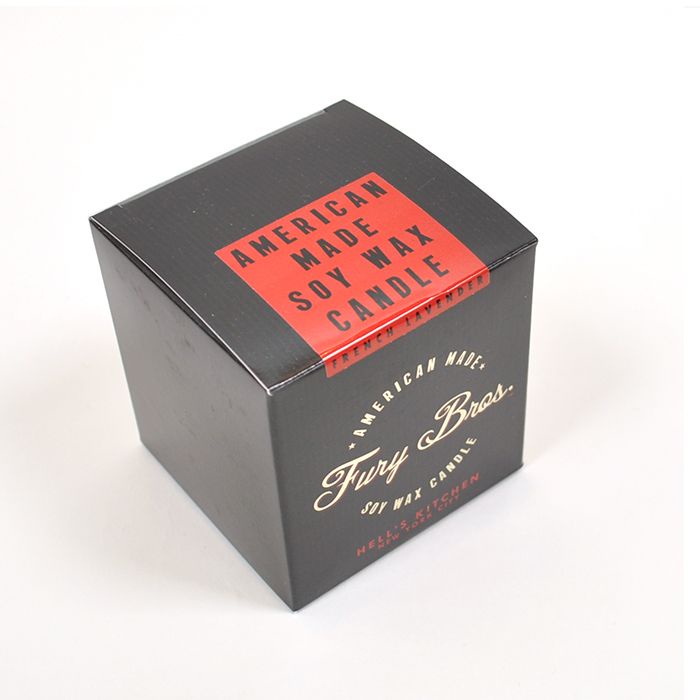 AMERICAN
MADE
SOY WAX
CANDLE
FRENCH LAVENDER
★ AMERICAN MADE ★
Fury Bros.
SOY WAX CANDLE
HELL'S KITCHEN
NEW YORK CITY